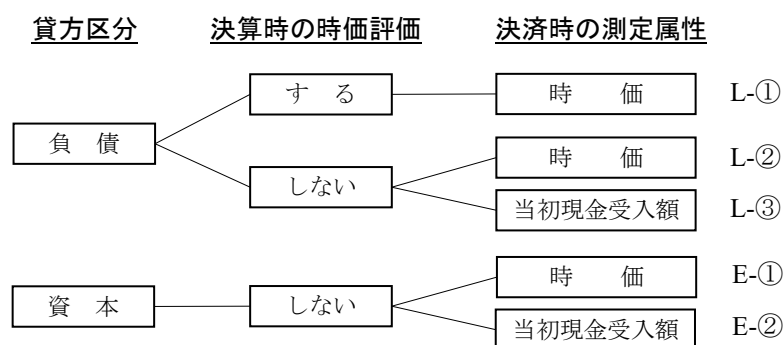 貸方区分 決算時の時価評価 決済時の測定属性
す る 時 価 L-①
負 債
しない 時 価 L-②
当初現金受入額 L-③
資 本 しない 時 価 E-①
当初現金受入額 E-②